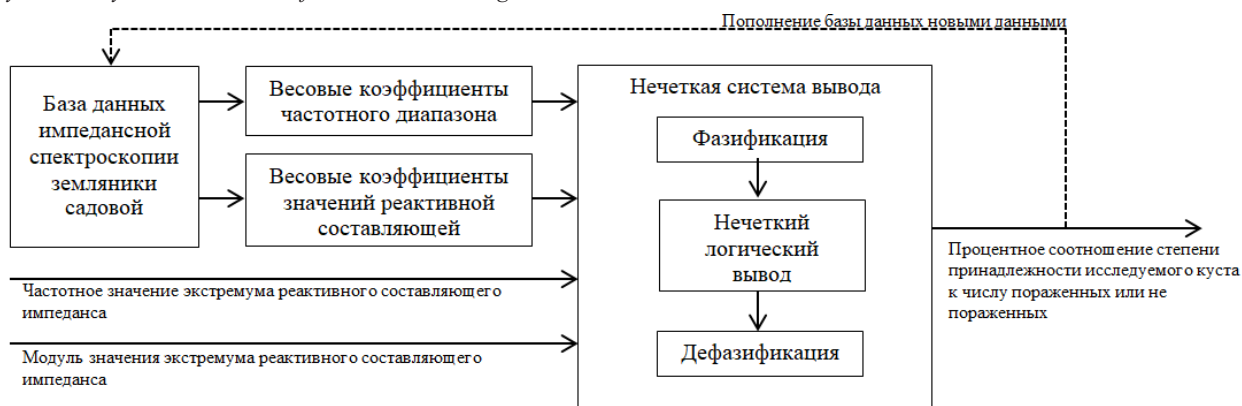 Пополнение базы данных новыми данными
База данных
импедансной
спектроскопии
земляники
садовой
Весовые коэффициенты
частотного диапазона
Весовые коэффициенты
значений реактивной
составляющей
Частотное значение экстремума реактивного составляющего
импеданса
Модуль значения экстремума реактивного составляющего
импеданса
Нечеткая система вывода
Фазификация
Нечеткий
логический
вывод
Дефазификация
Процентное соотношение степени
принадлежности исследуемого куста
к числу пораженных или не
пораженных